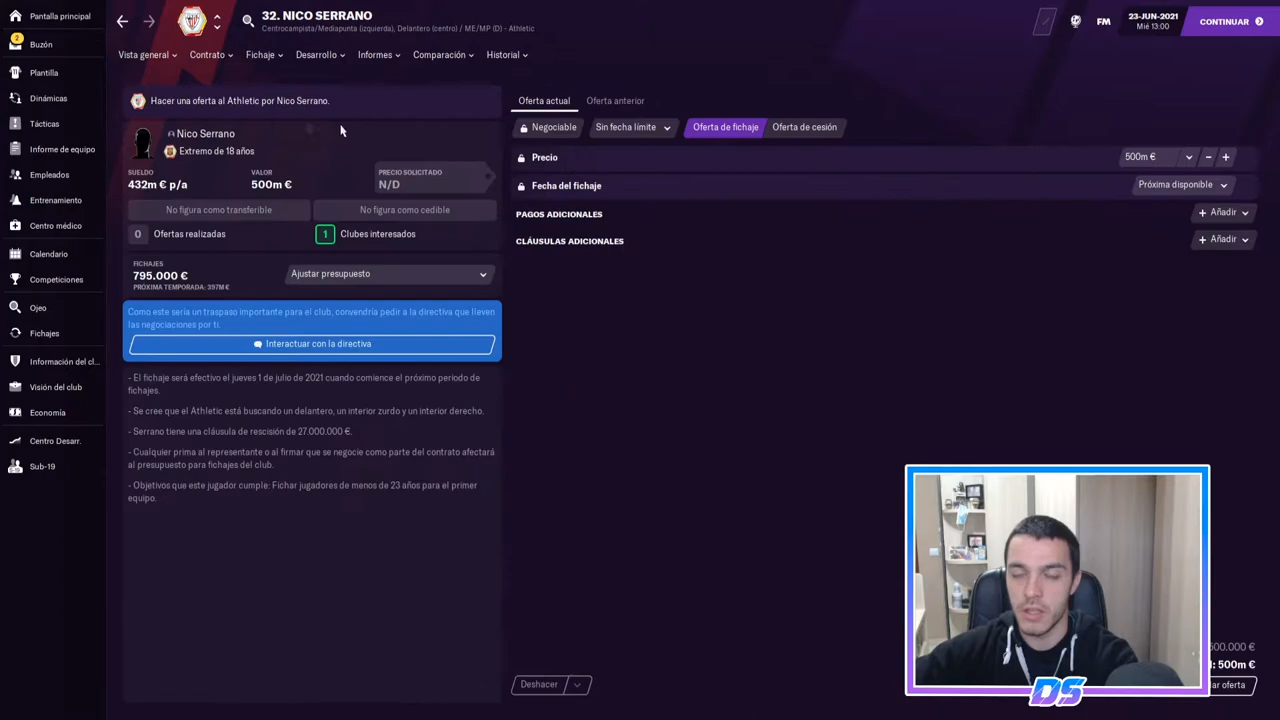 Pantalla principal
2
Buzón
Plantilla
Dinámicas
Tácticas
Informe de equipo
Empleados
Entrenamiento
Centro médico
Calendario
Competiciones
Ojeo
Fichajes
Información del cl...
Visión del club
Economía
Centro Desarr.
Sub-19
32. NICO SERRANO
Centrocampista/Mediapunta (izquierda), Delantero (centro) / ME/MP (D) - Athletic
FM
23-JUN-2021
Mié 13:00
CONTINUAR
Vista general
Contrato
Fichaje
Desarrollo
Informes
Comparación
Historial
Hacer una oferta al Athletic por Nico Serrano.
Nico Serrano
Extremo de 18 años
SUELDO
432m € p/a
VALOR
500m €
PRECIO SOLICITADO
N/D
No figura como transferible
No figura como cedible
0 Ofertas realizadas
1 Clubes interesados
FICHAJES
795.000 €
PRÓXIMA TEMPORADA: 397M €
Ajustar presupuesto
Como este sería un traspaso importante para el club, convendría pedir a la directiva que lleven
las negociaciones por ti.
Interactuar con la directiva
- El fichaje será efectivo el jueves 1 de julio de 2021 cuando comience el próximo periodo de
fichajes.
- Se cree que el Athletic está buscando un delantero, un interior zurdo y un interior derecho,
- Serrano tiene una cláusula de rescisión de 27.000.000 €.
- Cualquier prima al representante o al firmar que se negocie como parte del contrato afectará
al presupuesto para fichajes del club.
- Objetivos que este jugador cumple: Fichar jugadores de menos de 23 años para el primer
equipo.
Oferta actual
Oferta anterior
Negociable
Sin fecha límite
Oferta de fichaje
Oferta de cesión
Precio
500m €
Fecha del fichaje
Próxima disponible
PAGOS ADICIONALES
Añadir
CLÁUSULAS ADICIONALES
Añadir
Deshacer
500m €
ar oferta
DS